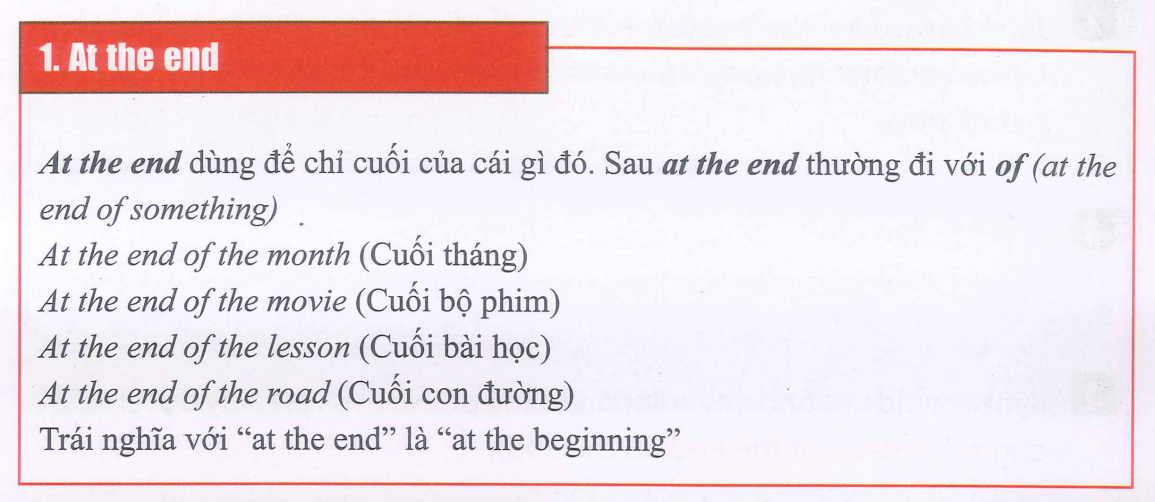 1. At the end
At the end dùng để chỉ cuối của cái gì đó. Sau at the end thường đi với of (at the
end of something)
At the end of the month (Cuối tháng)
At the end of the movie (Cuối bộ phim)
At the end of the lesson (Cuối bài học)
At the end of the road (Cuối con đường)
Trái nghĩa với “at the end” là “at the beginning”